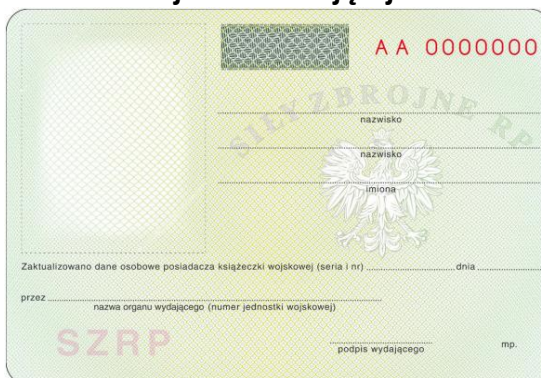 AA 0000000
SIŁY ZBROJNE RP
nazwisko
nazwisko
imiona
Zaktualizowano dane osobowe posiadacza książeczki wojskowej (seria i nr) ........ dnia ........
przez ........
nazwa organu wydającego (numer jednostki wojskowej)
SZRP
podpis wydającego
mp.